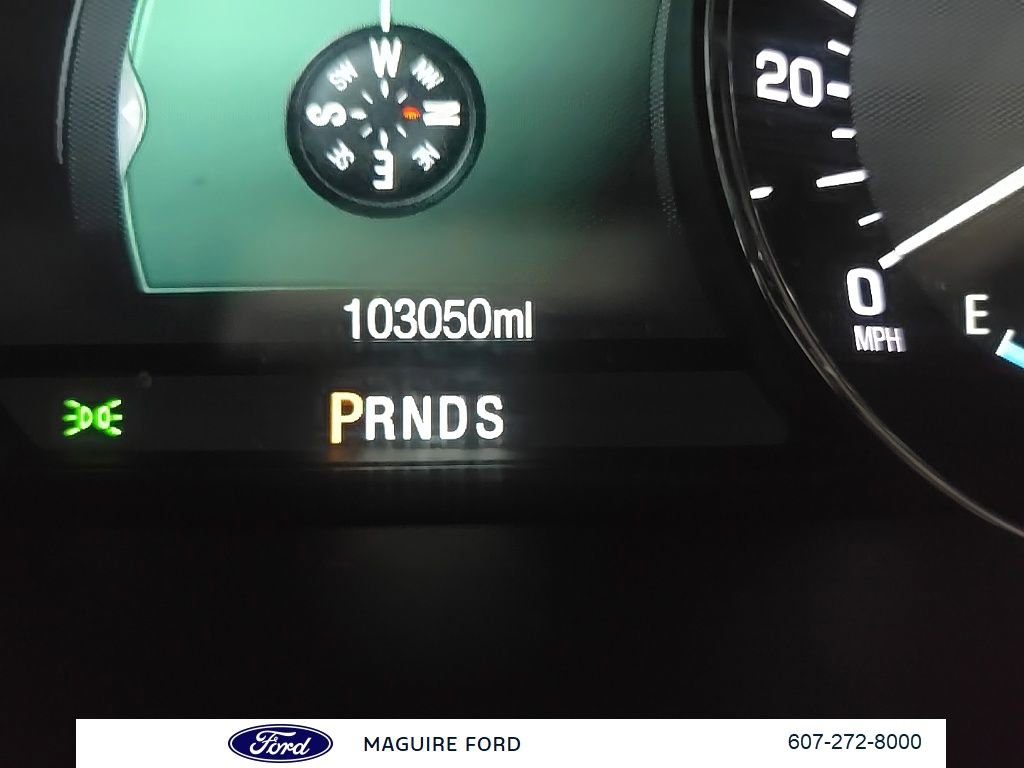 W
SW NW
S N
SE NE
E
20
0
MPH
E
103050mi
PRNDS
Ford MAGUIRE FORD 607-272-8000